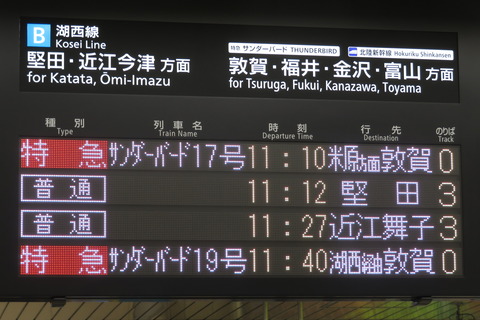 B 湖西線
Kosei Line
堅田・近江今津 方面
for Katata, Ōmi-Imazu
特急 サンダーバード THUNDERBIRD 北陸新幹線 Hokuriku Shinkansen
敦賀・福井・金沢・富山 方面
for Tsuruga, Fukui, Kanazawa, Toyama
種別 列車名 時刻 行先 のりば
Type Train Name Departure Time Destination Track
特急 サンダーバード17号 11:10 米原方面敦賀 0
普通 11:12 堅田 3
普通 11:27 近江舞子 3
特急 サンダーバード19号 11:40 湖西経由敦賀 0